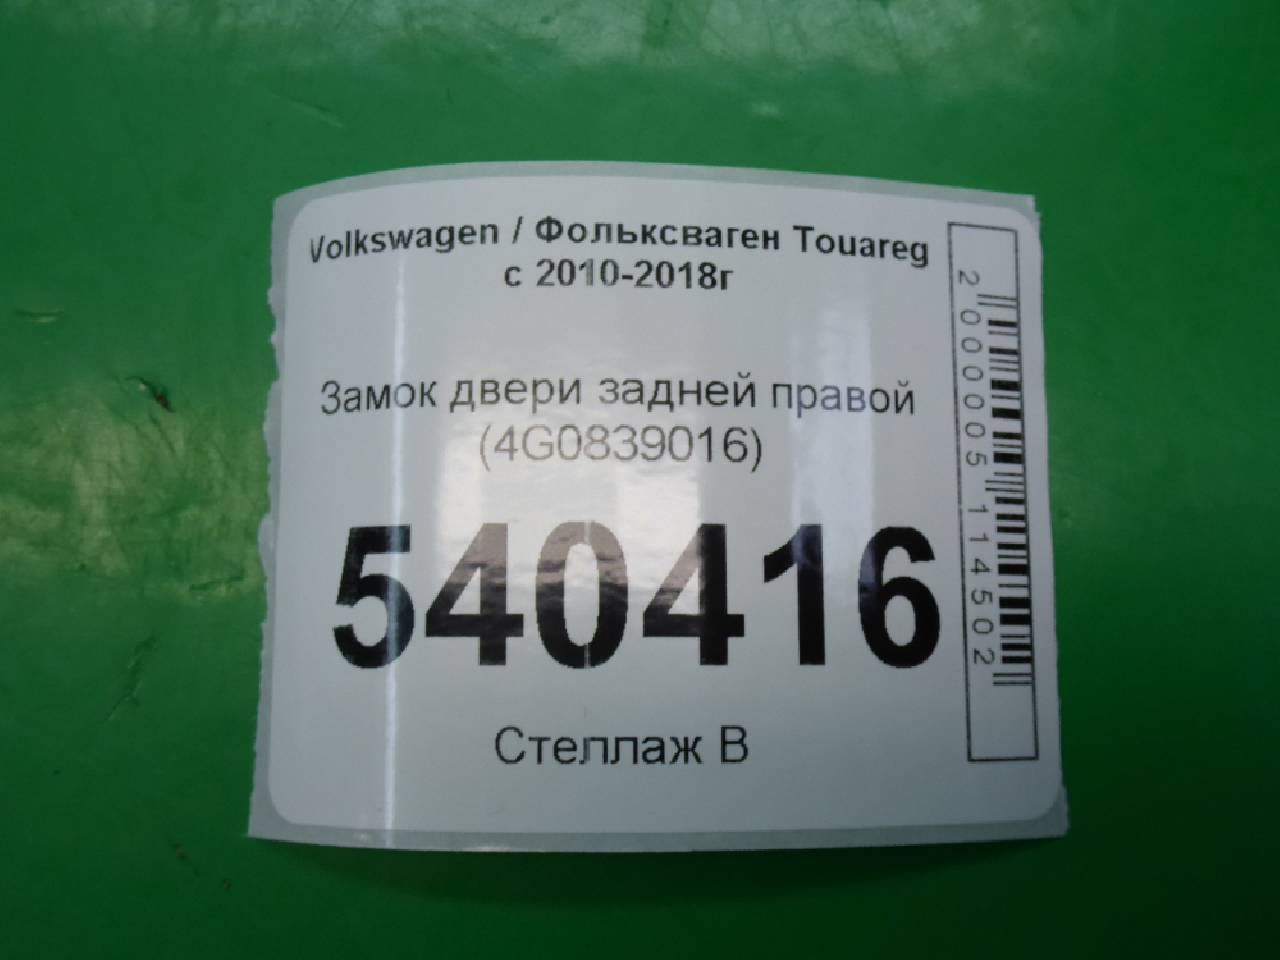 Volkswagen / Фольксваген Touareg
с 2010-2018г
Замок двери задней правой
(4G0839016)
540416
Стеллаж В
2000005114502